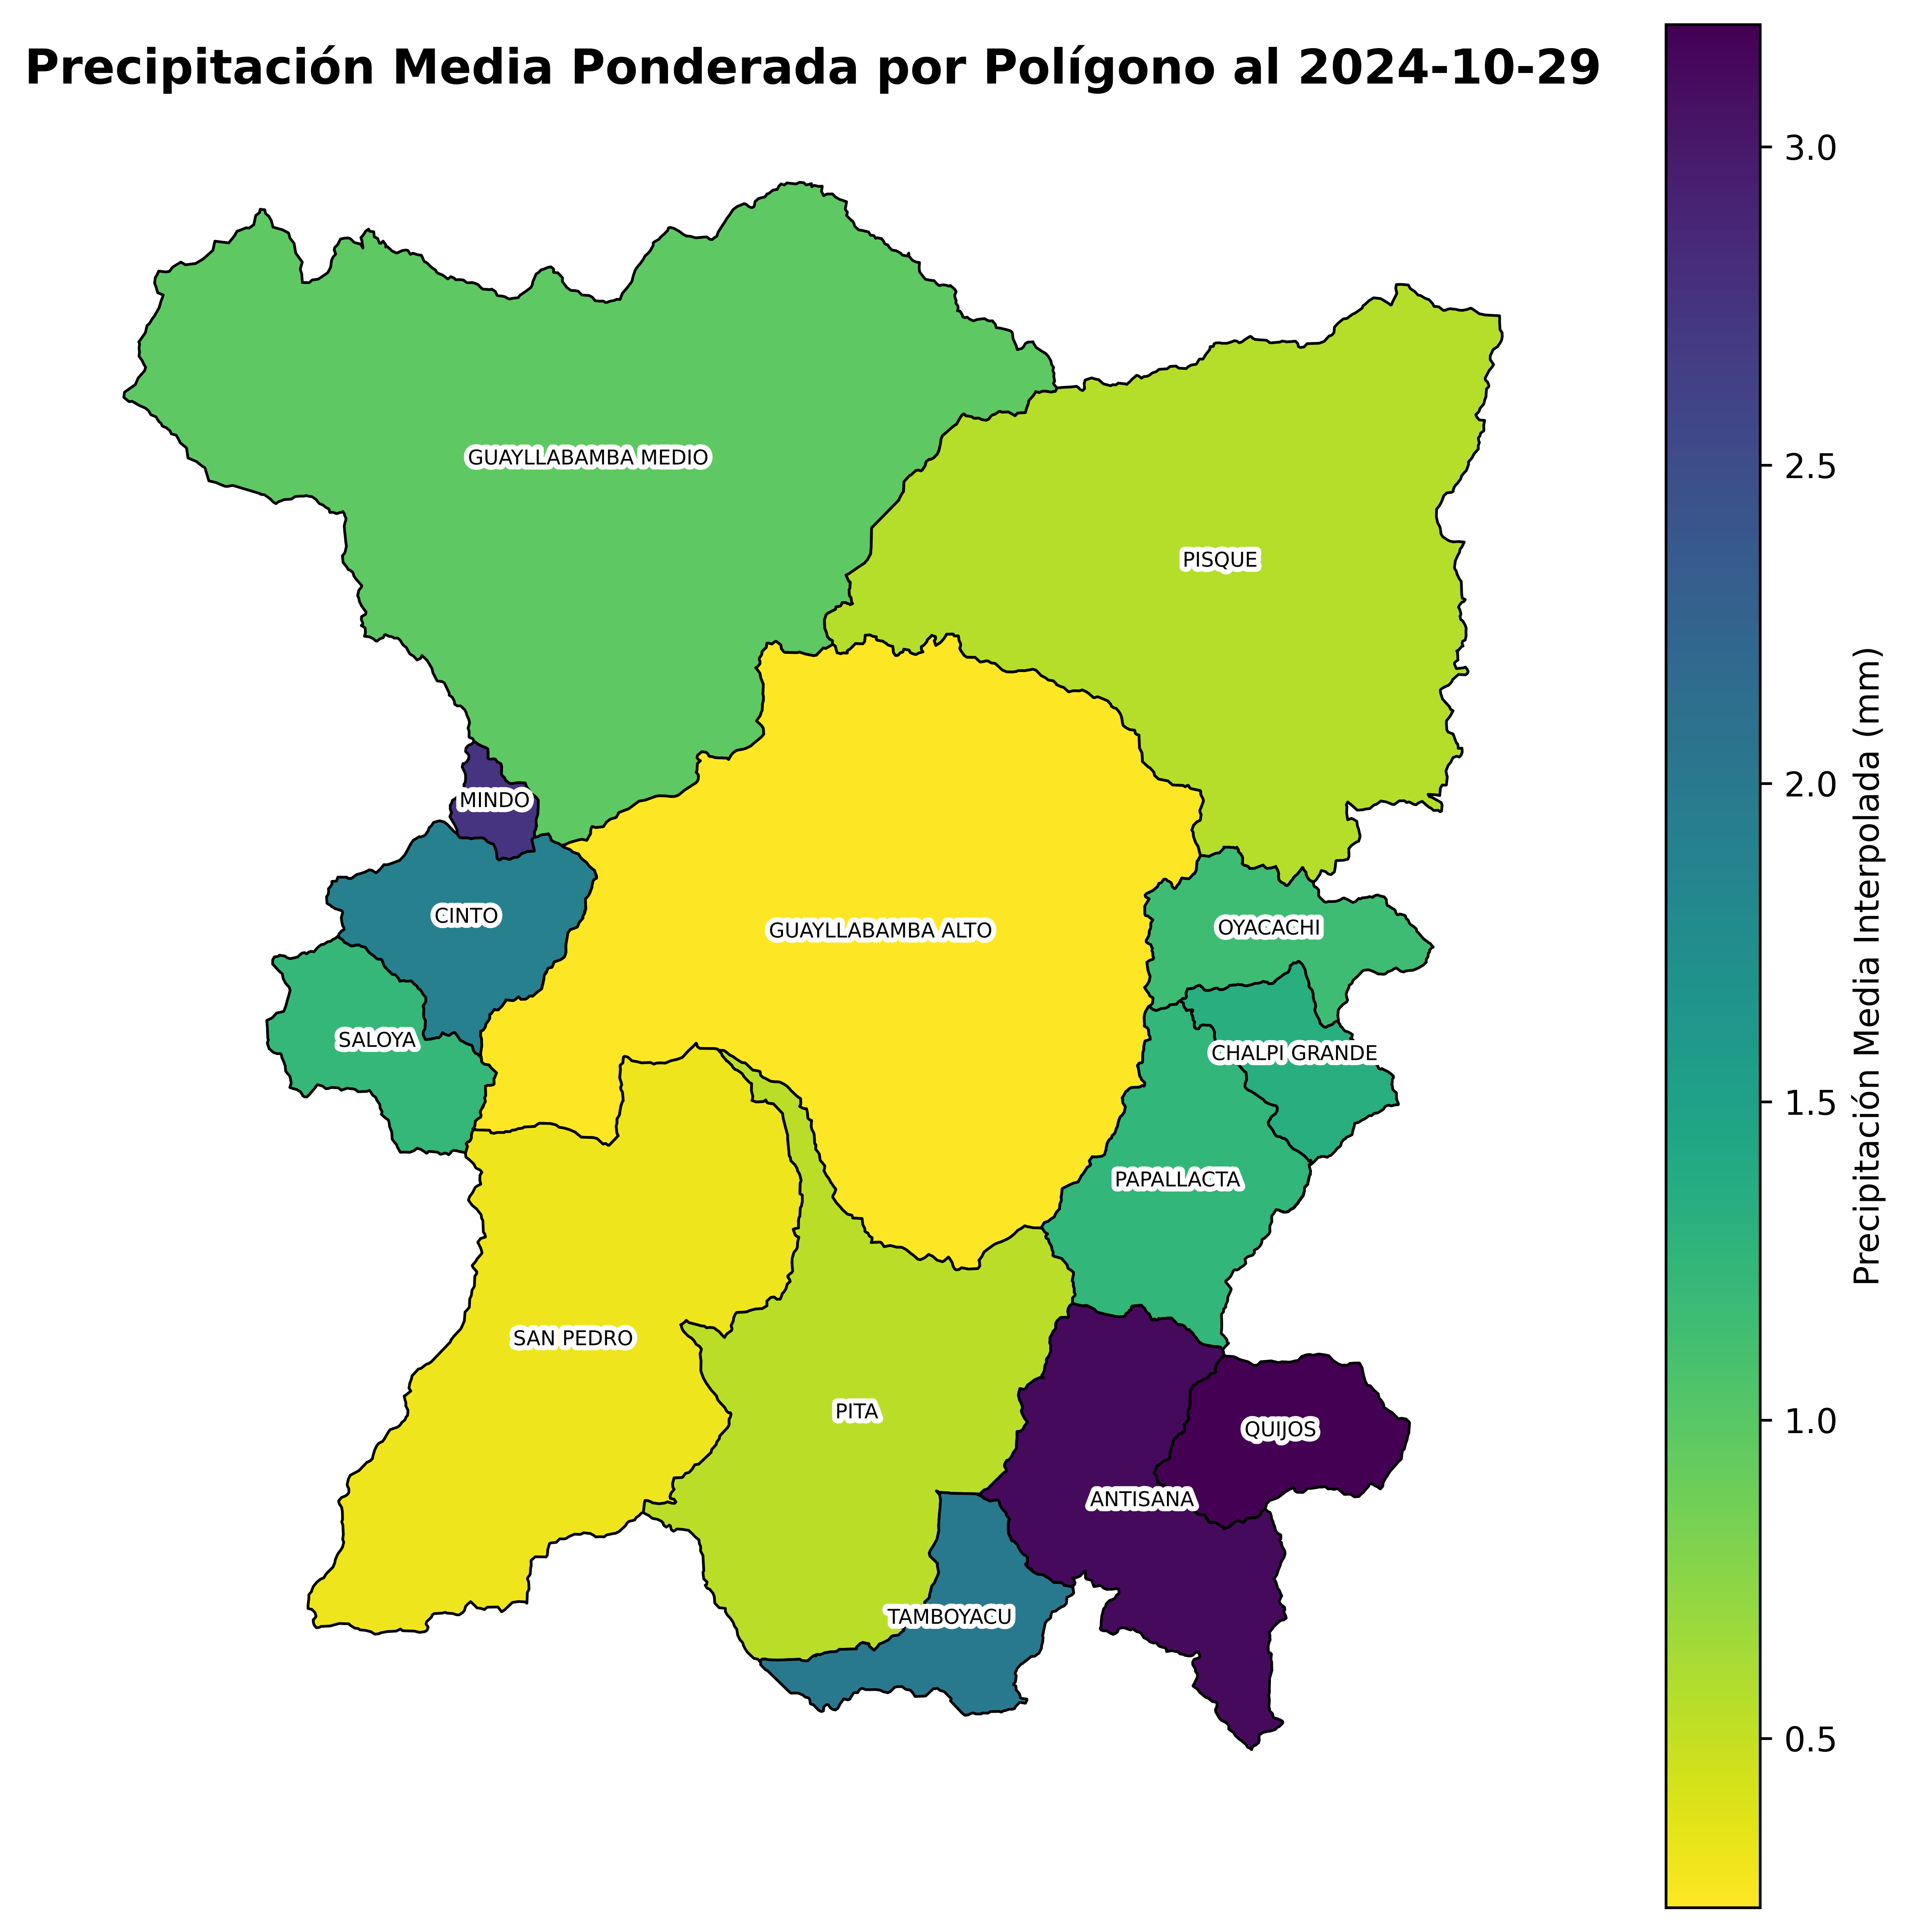 Precipitación Media Ponderada por Polígono al 2024-10-29
GUAYLLABAMBA MEDIO
PISQUE
MINDO
CINTO
GUAYLLABAMBA ALTO
OYACACHI
SALOYA
CHALPI GRANDE
PAPALLACTA
SAN PEDRO
PITA
QUIJOS
ANTISANA
TAMBOYACU
3.0
2.5
2.0
1.5
1.0
0.5
Precipitación Media Interpolada (mm)